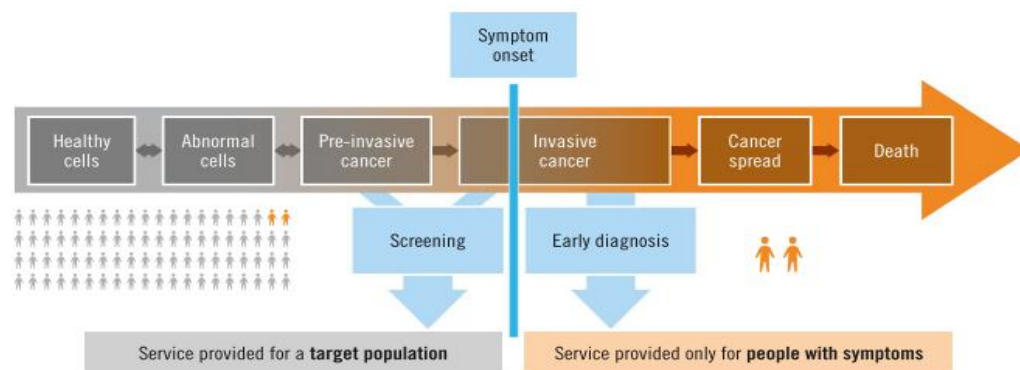 Symptom
onset
Healthy
cells
Abnormal
cells
Pre-invasive
cancer
Invasive
cancer
Cancer
spread
Death
Screening
Early diagnosis
Service provided for a target population
Service provided only for people with symptoms